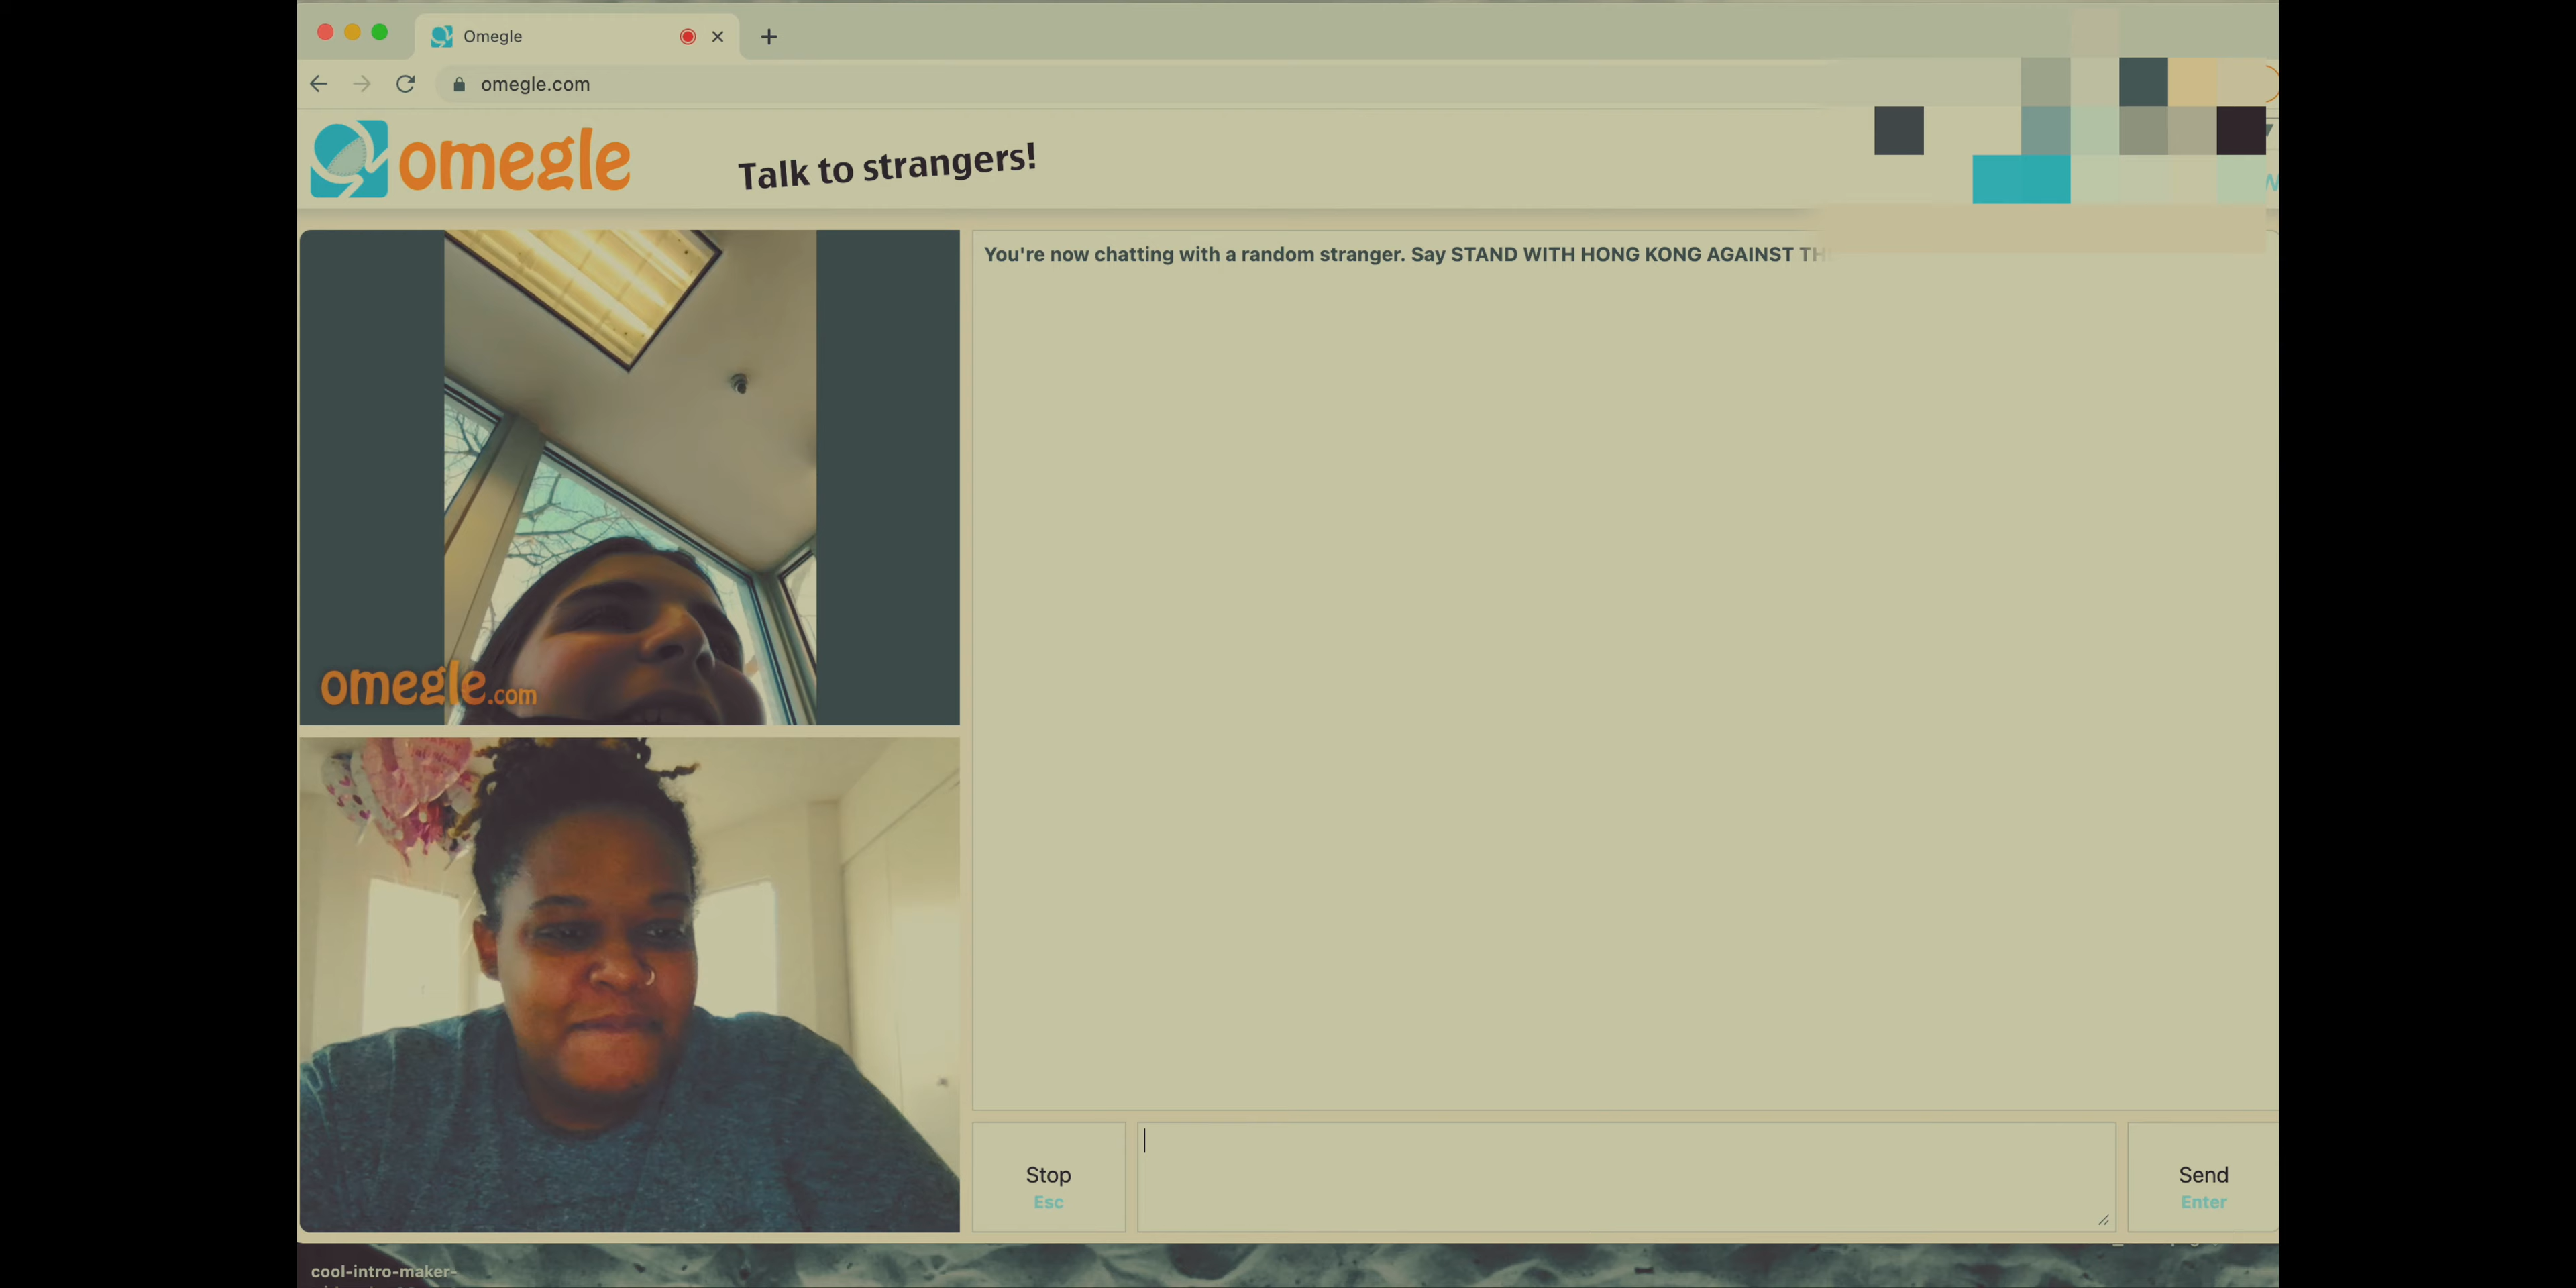 Omegle
omegle.com
omegle
Talk to strangers!
You're now chatting with a random stranger. Say STAND WITH HONG KONG AGAINST
omegle.com
Stop
Esc
Send
Enter
cool-intro-maker-